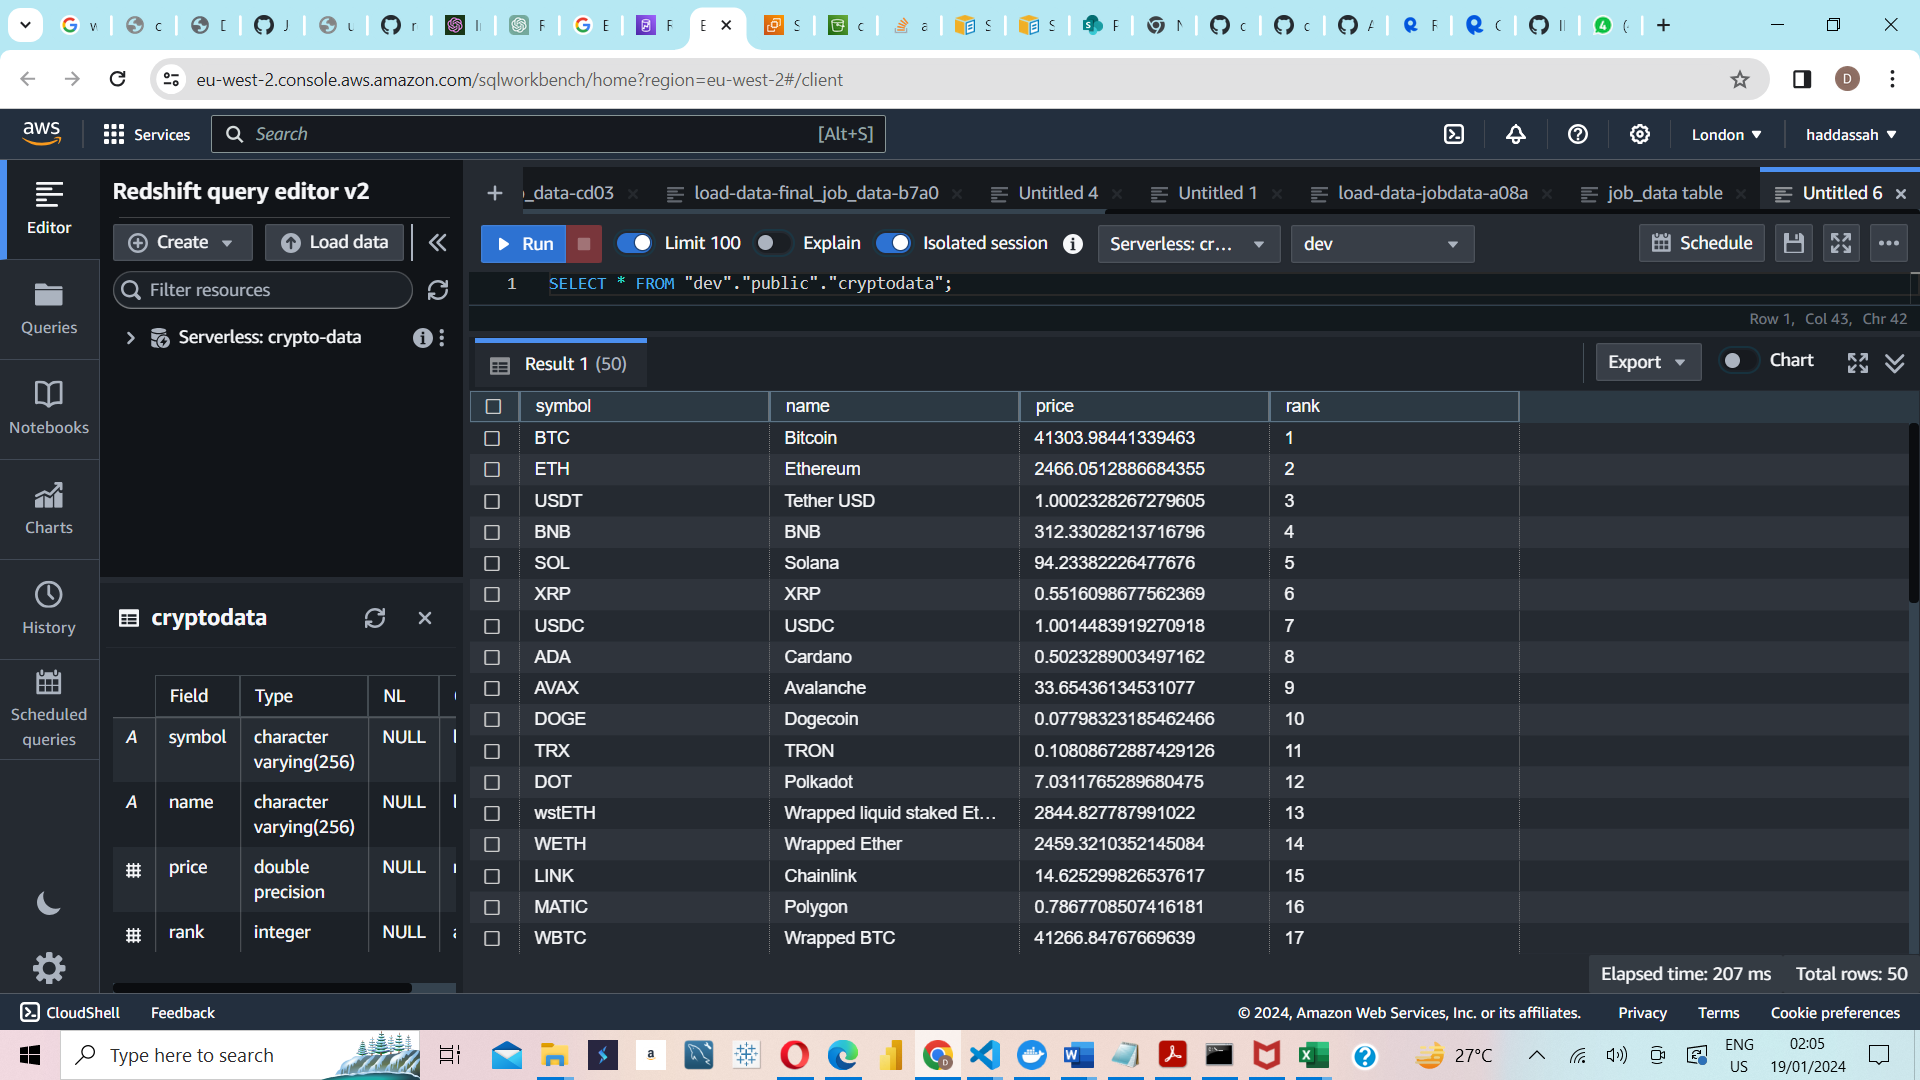 eu-west-2.console.aws.amazon.com/sqlworkbench/home?region=eu-west-2#/client
D
aws
Services
Search
[Alt+S]
London
haddassah
Editor
Queries
Notebooks
Charts
History
Scheduled queries
Redshift query editor v2
Create
Load data
Filter resources
Serverless: crypto-data
cryptodata
Field Type NL
A symbol character varying(256) NULL
A name character varying(256) NULL
# price double precision NULL
# rank integer NULL
_data-cd03
load-data-final_job_data-b7a0
Untitled 4
Untitled 1
load-data-jobdata-a08a
job_data table
Untitled 6
Run
Limit 100
Explain
Isolated session
Serverless: cr...
dev
Schedule
1 SELECT * FROM "dev"."public"."cryptodata";
Row 1, Col 43, Chr 42
Result 1 (50)
Export
Chart
symbol name price rank
BTC Bitcoin 41303.98441339463 1
ETH Ethereum 2466.0512886684355 2
USDT Tether USD 1.0002328267279605 3
BNB BNB 312.33028213716796 4
SOL Solana 94.23382226477676 5
XRP XRP 0.5516098677562369 6
USDC USDC 1.0014483919270918 7
ADA Cardano 0.5023289003497162 8
AVAX Avalanche 33.65436134531077 9
DOGE Dogecoin 0.07798323185462466 10
TRX TRON 0.10808672887429126 11
DOT Polkadot 7.0311765289680475 12
wstETH Wrapped liquid staked Et... 2844.827787991022 13
WETH Wrapped Ether 2459.3210352145084 14
LINK Chainlink 14.625299826537617 15
MATIC Polygon 0.7867708507416181 16
WBTC Wrapped BTC 41266.84767669639 17
Elapsed time: 207 ms Total rows: 50
CloudShell Feedback
© 2024, Amazon Web Services, Inc. or its affiliates. Privacy Terms Cookie preferences
Type here to search
27°C
ENG
US
02:05
19/01/2024